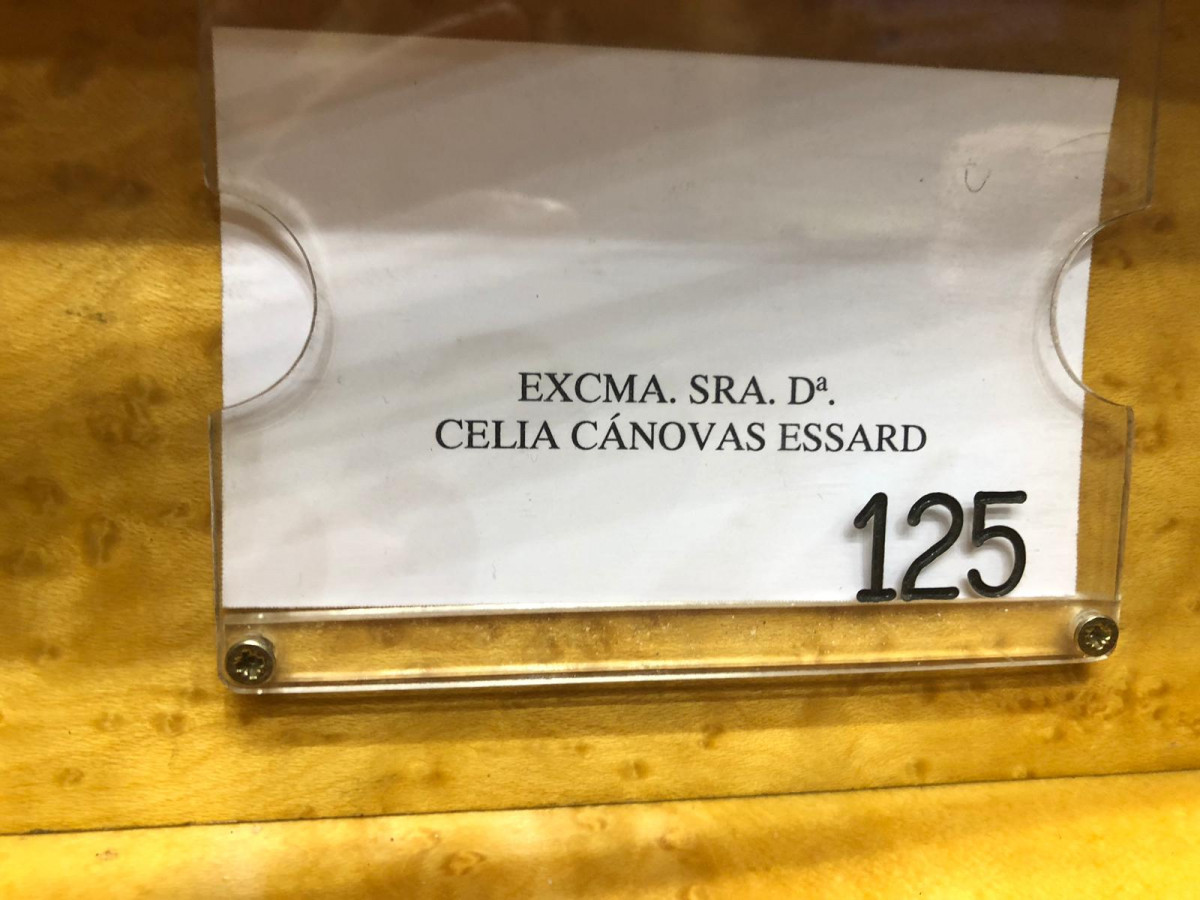 EXCMA. SRA. Dª.
CELIA CÁNOVAS ESSARD
125